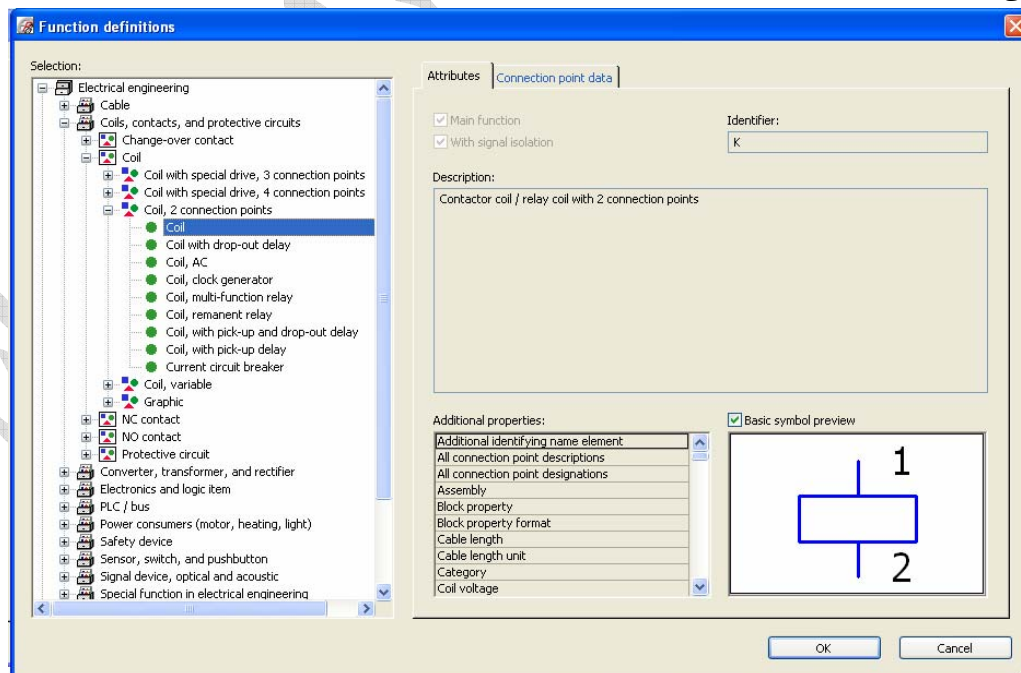 Function definitions
Selection:
Electrical engineering
Cable
Coils, contacts, and protective circuits
Change-over contact
Coil
Coil with special drive, 3 connection points
Coil with special drive, 4 connection points
Coil, 2 connection points
Coil
Coil with drop-out delay
Coil, AC
Coil, clock generator
Coil, multi-function relay
Coil, remanent relay
Coil, with pick-up and drop-out delay
Coil, with pick-up delay
Current circuit breaker
Coil, variable
Graphic
NC contact
NO contact
Protective circuit
Converter, transformer, and rectifier
Electronics and logic item
PLC / bus
Power consumers (motor, heating, light)
Safety device
Sensor, switch, and pushbutton
Signal device, optical and acoustic
Special function in electrical engineering
Attributes
Connection point data
Main function
With signal isolation
Identifier:
K
Description:
Contactor coil / relay coil with 2 connection points
Additional properties:
Additional identifying name element
All connection point descriptions
All connection point designations
Assembly
Block property
Block property format
Cable length
Cable length unit
Category
Coil voltage
Basic symbol preview
1
2
OK
Cancel